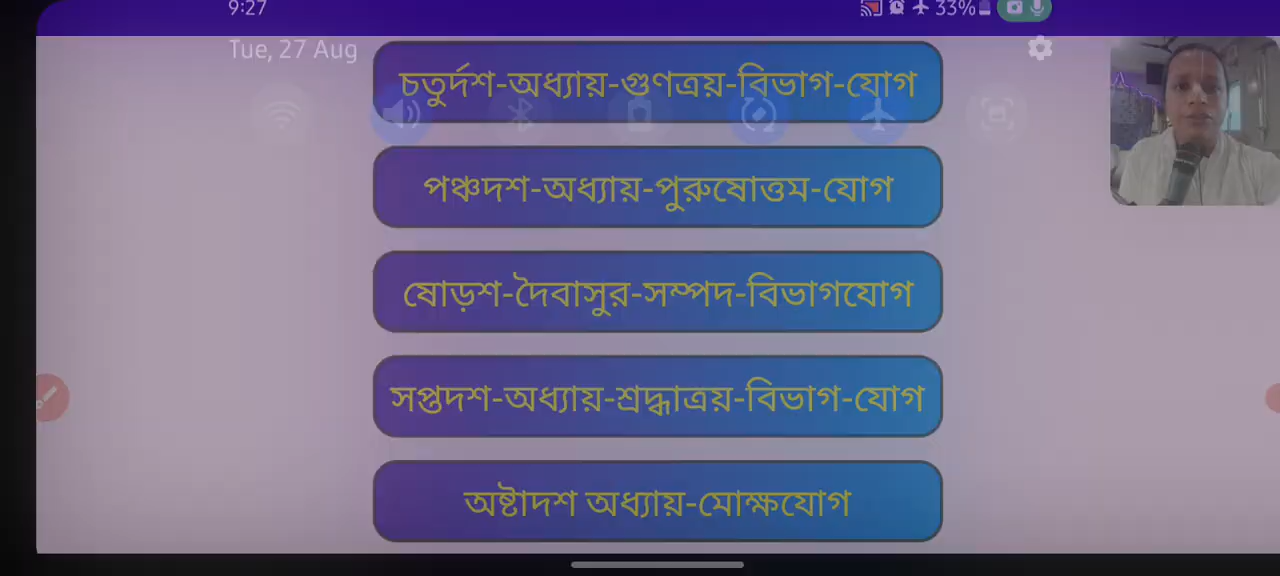 9:27
33%
Tue, 27 Aug
চতুর্দশ-অধ্যায়-গুণত্রয়-বিভাগ-যোগ
পঞ্চদশ-অধ্যায়-পুরুষোত্তম-যোগ
ষোড়শ-দৈবাসুর-সম্পদ-বিভাগযোগ
সপ্তদশ-অধ্যায়-শ্রদ্ধাত্রয়-বিভাগ-যোগ
অষ্টাদশ অধ্যায়-মোক্ষযোগ